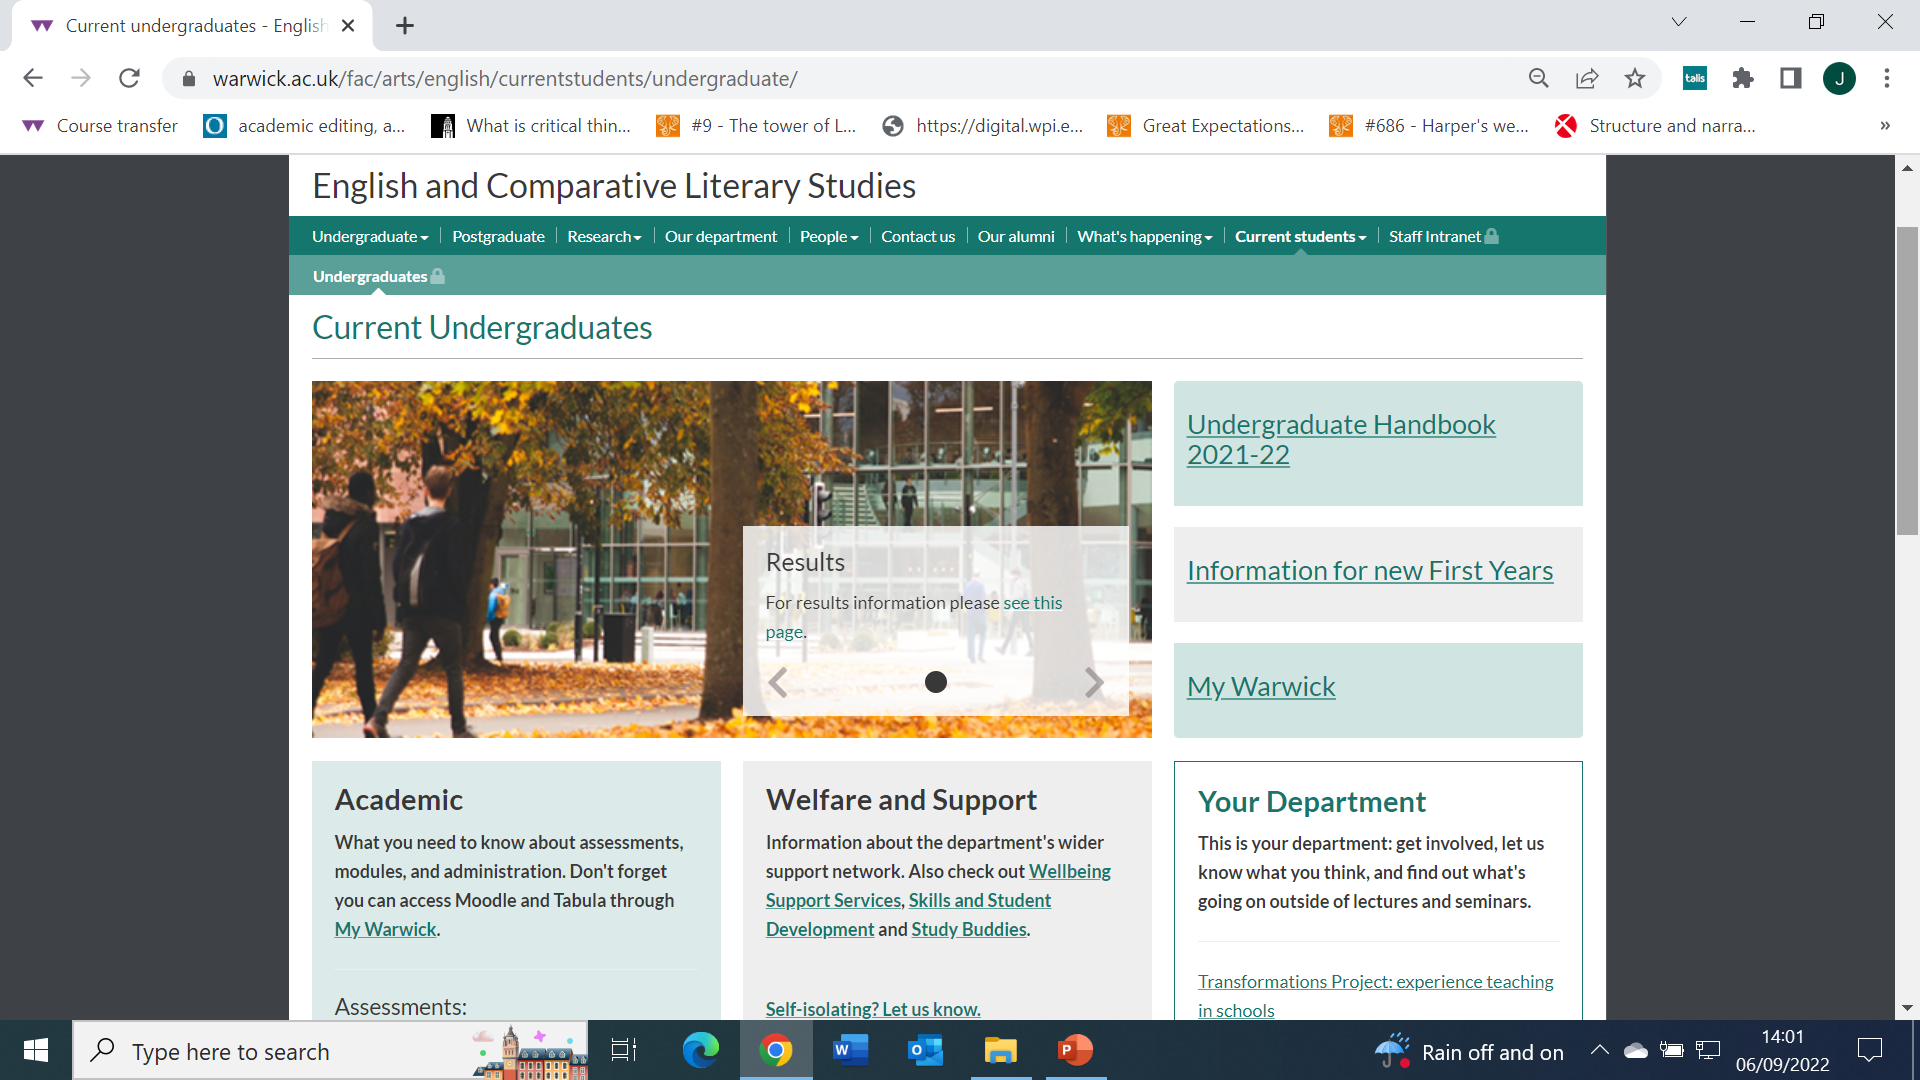 Current undergraduates - English
warwick.ac.uk/fac/arts/english/currentstudents/undergraduate/
talis
J
Course transfer
academic editing, a...
What is critical thin...
#9 - The tower of L...
https://digital.wpi.e...
Great Expectations...
#686 - Harper's we...
Structure and narra...
»
English and Comparative Literary Studies
Undergraduate
Postgraduate
Research
Our department
People
Contact us
Our alumni
What's happening
Current students
Staff Intranet
Undergraduates
Current Undergraduates
Results
For results information please see this
page.
Undergraduate Handbook
2021-22
Information for new First Years
My Warwick
Academic
What you need to know about assessments,
modules, and administration. Don't forget
you can access Moodle and Tabula through
My Warwick.
Assessments:
Welfare and Support
Information about the department's wider
support network. Also check out Wellbeing
Support Services, Skills and Student
Development and Study Buddies.
Self-isolating? Let us know.
Your Department
This is your department: get involved, let us
know what you think, and find out what's
going on outside of lectures and seminars.
Transformations Project: experience teaching
in schools
Type here to search
W
O
P
Rain off and on
14:01
06/09/2022